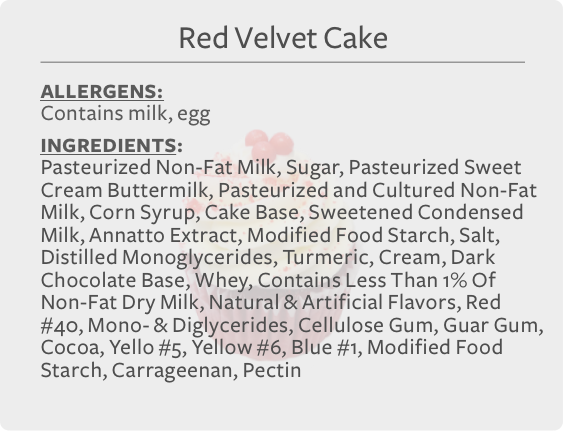 Red Velvet Cake
ALLERGENS:
Contains milk, egg
INGREDIENTS:
Pasteurized Non-Fat Milk, Sugar, Pasteurized Sweet
Cream Buttermilk, Pasteurized and Cultured Non-Fat
Milk, Corn Syrup, Cake Base, Sweetened Condensed
Milk, Annatto Extract, Modified Food Starch, Salt,
Distilled Monoglycerides, Turmeric, Cream, Dark
Chocolate Base, Whey, Contains Less Than 1% Of
Non-Fat Dry Milk, Natural & Artificial Flavors, Red
#40, Mono- & Diglycerides, Cellulose Gum, Guar Gum,
Cocoa, Yello #5, Yellow #6, Blue #1, Modified Food
Starch, Carrageenan, Pectin